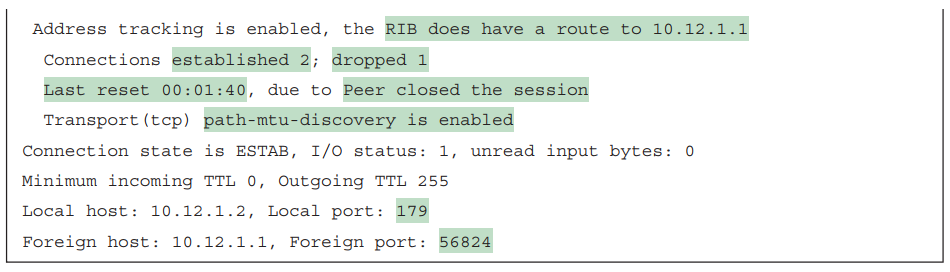 Address tracking is enabled, the RIB does have a route to 10.12.1.1
Connections established 2; dropped 1
Last reset 00:01:40, due to Peer closed the session
Transport(tcp) path-mtu-discovery is enabled
Connection state is ESTAB, I/O status: 1, unread input bytes: 0
Minimum incoming TTL 0, Outgoing TTL 255
Local host: 10.12.1.2, Local port: 179
Foreign host: 10.12.1.1, Foreign port: 56824